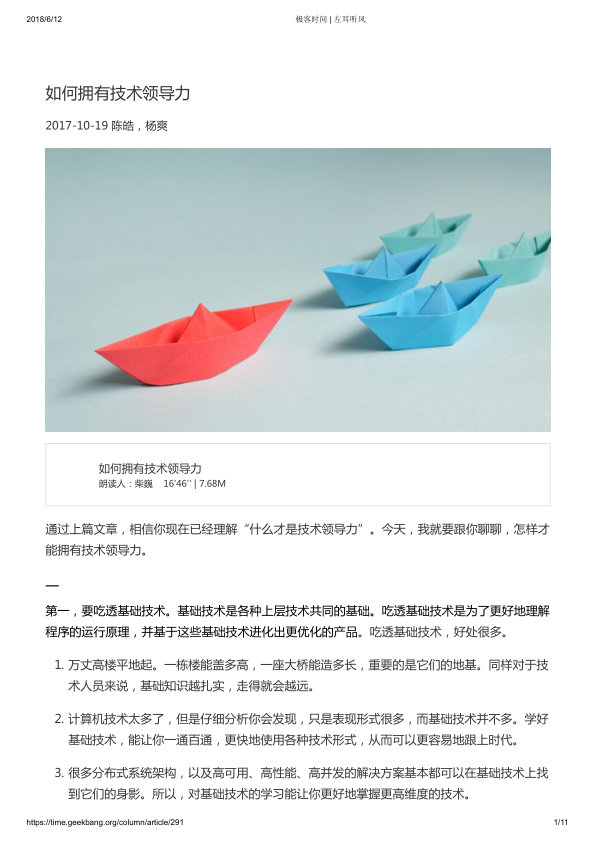 2018/6/12
极客时间 | 左耳听风
如何拥有技术领导力
2017-10-19 陈皓，杨爽
如何拥有技术领导力
朗读人：柴巍 16′46′′ | 7.68M
通过上篇文章，相信你现在已经理解“什么才是技术领导力”。今天，我就要跟你聊聊，怎样才
能拥有技术领导力。
一
第一，要吃透基础技术。基础技术是各种上层技术共同的基础。吃透基础技术是为了更好地理解
程序的运行原理，并基于这些基础技术进化出更优化的产品。吃透基础技术，好处很多。
1. 万丈高楼平地起。一栋楼能盖多高，一座大桥能造多长，重要的是它们的地基。同样对于技
术人员来说，基础知识越扎实，走得就会越远。
2. 计算机技术太多了，但是仔细分析你会发现，只是表现形式很多，而基础技术并不多。学好
基础技术，能让你一通百通，更快地使用各种技术形式，从而可以更容易地跟上时代。
3. 很多分布式系统架构，以及高可用、高性能、高并发的解决方案基本都可以在基础技术上找
到它们的身影。所以，对基础技术的学习能让你更好地掌握更高维度的技术。
https://time.geekbang.org/column/article/291
1/11